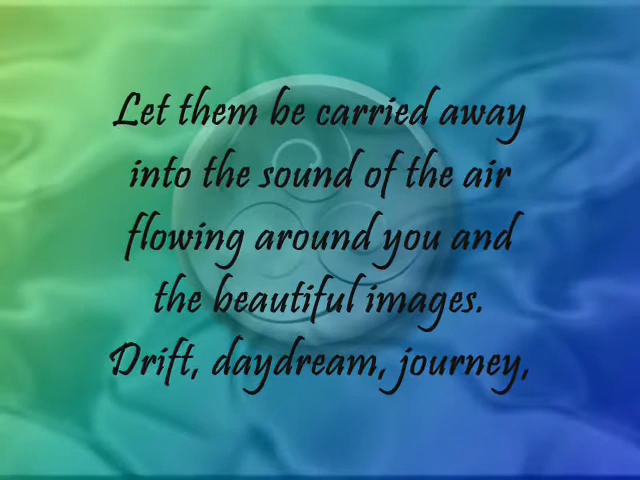 Let them be carried away
into the sound of the air
flowing around you and
the beautiful images.
Drift, daydream, journey,